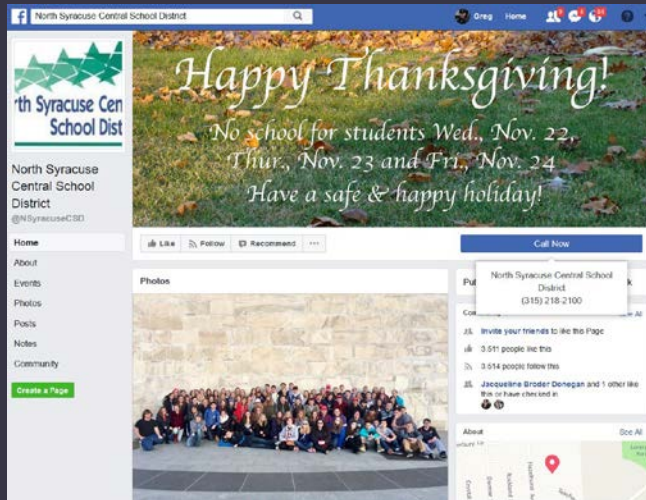 North Syracuse Central School District
Greg Home
Happy Thanksgiving!
No school for students Wed., Nov. 22,
Thur., Nov. 23 and Fri., Nov. 24
Have a safe & happy holiday!
rth Syracuse Cen
School Dist
North Syracuse
Central School
District
@NSyracuseCSD
Home
About
Events
Photos
Posts
Notes
Community
Create a Page
Like Follow Recommend ...
Call Now
North Syracuse Central School
District
(315) 218-2100
Photos
See All
Invite your friends to like this Page
3,511 people like this
3,514 people follow this
Jacqueline Broder Donegan and 1 other like
this or have checked in
About See All